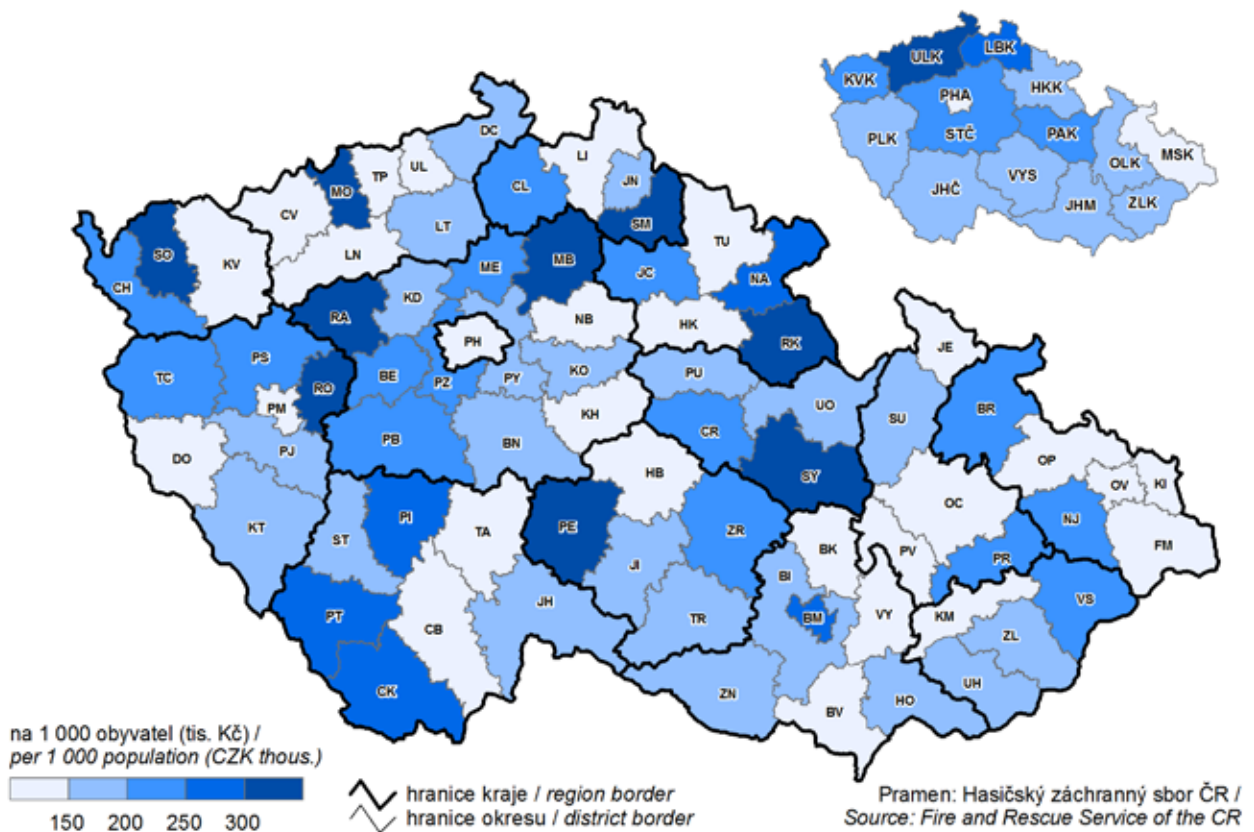 ULK
LBK
KVK
HKK
PHA
STČ
PAK
PLK
MSK
OLK
VYS
JHČ
JHM
ZLK
DC
LI
UL
TP
MO
CL
JN
CV
LT
SM
TU
SO
KV
LN
ME
MB
JC
NA
CH
KD
RA
NB
HK
PH
RK
JE
PS
TC
RO
BE
PZ
PY
KO
PU
BR
PM
KH
UO
SU
PB
BN
CR
DO
PJ
HB
OP
SY
OV
KI
OC
PI
KT
ST
TA
PE
ZR
NJ
FM
BK
PV
PR
JI
BI
VS
PT
JH
TR
BM
VY
KM
CB
ZL
CK
ZN
UH
HO
BV
na 1 000 obyvatel (tis. Kč) /
per 1 000 population (CZK thous.)
150 200 250 300
hranice kraje / region border
hranice okresu / district border
Pramen: Hasičský záchranný sbor ČR /
Source: Fire and Rescue Service of the CR